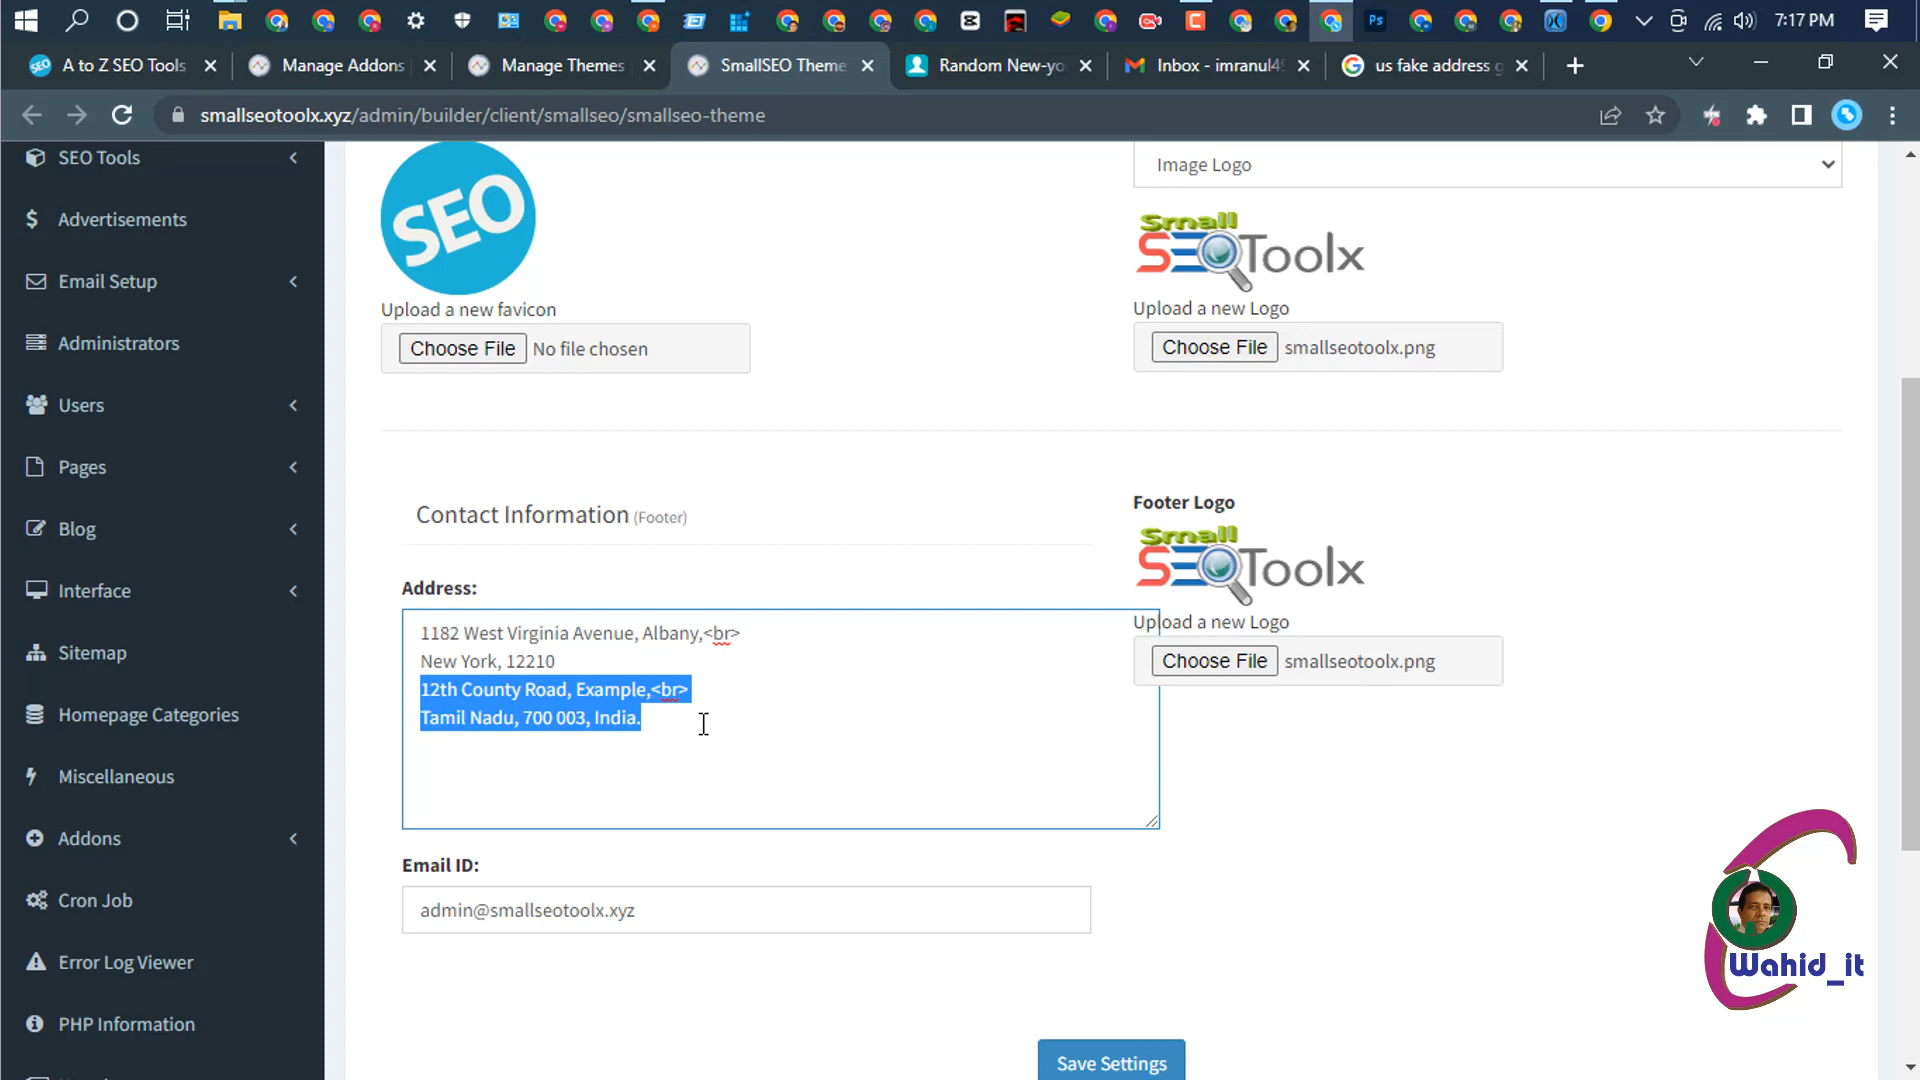 7:17 PM
A to Z SEO Tools
Manage Addons
Manage Themes
SmallSEO Theme
Random New-yo
Inbox - imranul4
us fake address g
smallseotoolx.xyz/admin/builder/client/smallseo/smallseo-theme
SEO Tools
Advertisements
Email Setup
Administrators
Users
Pages
Blog
Interface
Sitemap
Homepage Categories
Miscellaneous
Addons
Cron Job
Error Log Viewer
PHP Information
SEO
Upload a new favicon
Choose File No file chosen
Image Logo
Small
SEOToolx
Upload a new Logo
Choose File smallseotoolx.png
Contact Information (Footer)
Address:
1182 West Virginia Avenue, Albany,<br>
New York, 12210
12th County Road, Example,<br>
Tamil Nadu, 700 003, India.
Email ID:
admin@smallseotoolx.xyz
Footer Logo
Small
SEOToolx
Upload a new Logo
Choose File smallseotoolx.png
Save Settings
Wahid_it